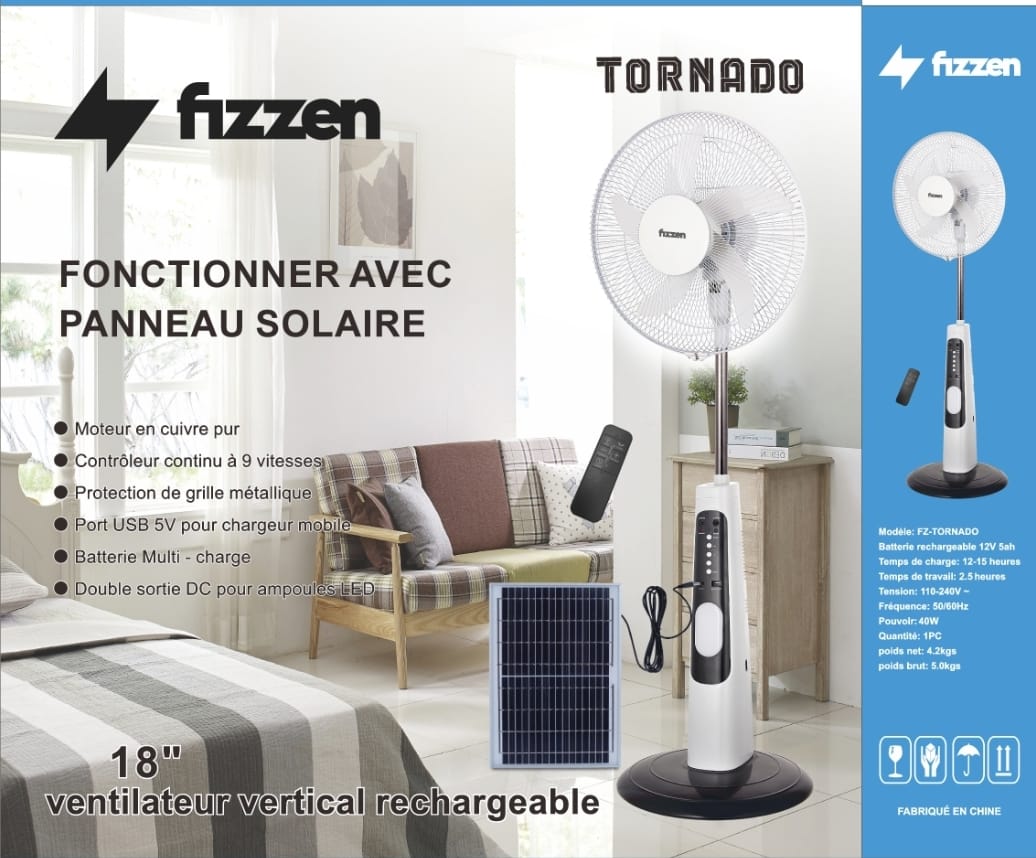 fizzen
TORNADO
fizzen
FONCTIONNER AVEC
PANNEAU SOLAIRE
Moteur en cuivre pur
Contrôleur continu à 9 vitesses
Protection de grille métallique
Port USB 5V pour chargeur mobile
Batterie Multi - charge
Double sortie DC pour ampoules LED
18"
ventilateur vertical rechargeable
fizzen
fizzen
Modèle: FZ-TORNADO
Batterie rechargeable 12V 5ah
Temps de charge: 12-15 heures
Temps de travail: 2.5 heures
Tension: 110-240V ~
Fréquence: 50/60Hz
Pouvoir: 40W
Quantité: 1PC
poids net: 4.2kgs
poids brut: 5.0kgs
FABRIQUÉ EN CHINE